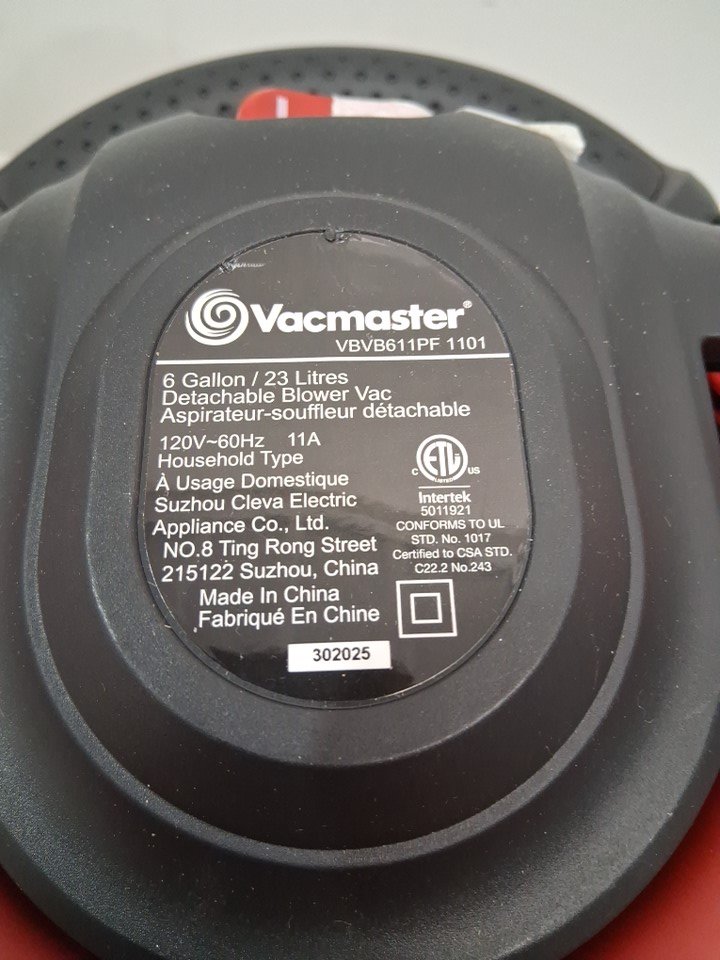 Vacmaster®
VBVB611PF 1101
6 Gallon / 23 Litres
Detachable Blower Vac
Aspirateur-souffleur détachable
120V~60Hz 11A
Household Type
À Usage Domestique
Suzhou Cleva Electric
Appliance Co., Ltd.
NO.8 Ting Rong Street
215122 Suzhou, China
Made In China
Fabriqué En Chine
C ETL US
LISTED
Intertek
5011921
CONFORMS TO UL
STD. No. 1017
Certified to CSA STD.
C22.2 No.243
302025